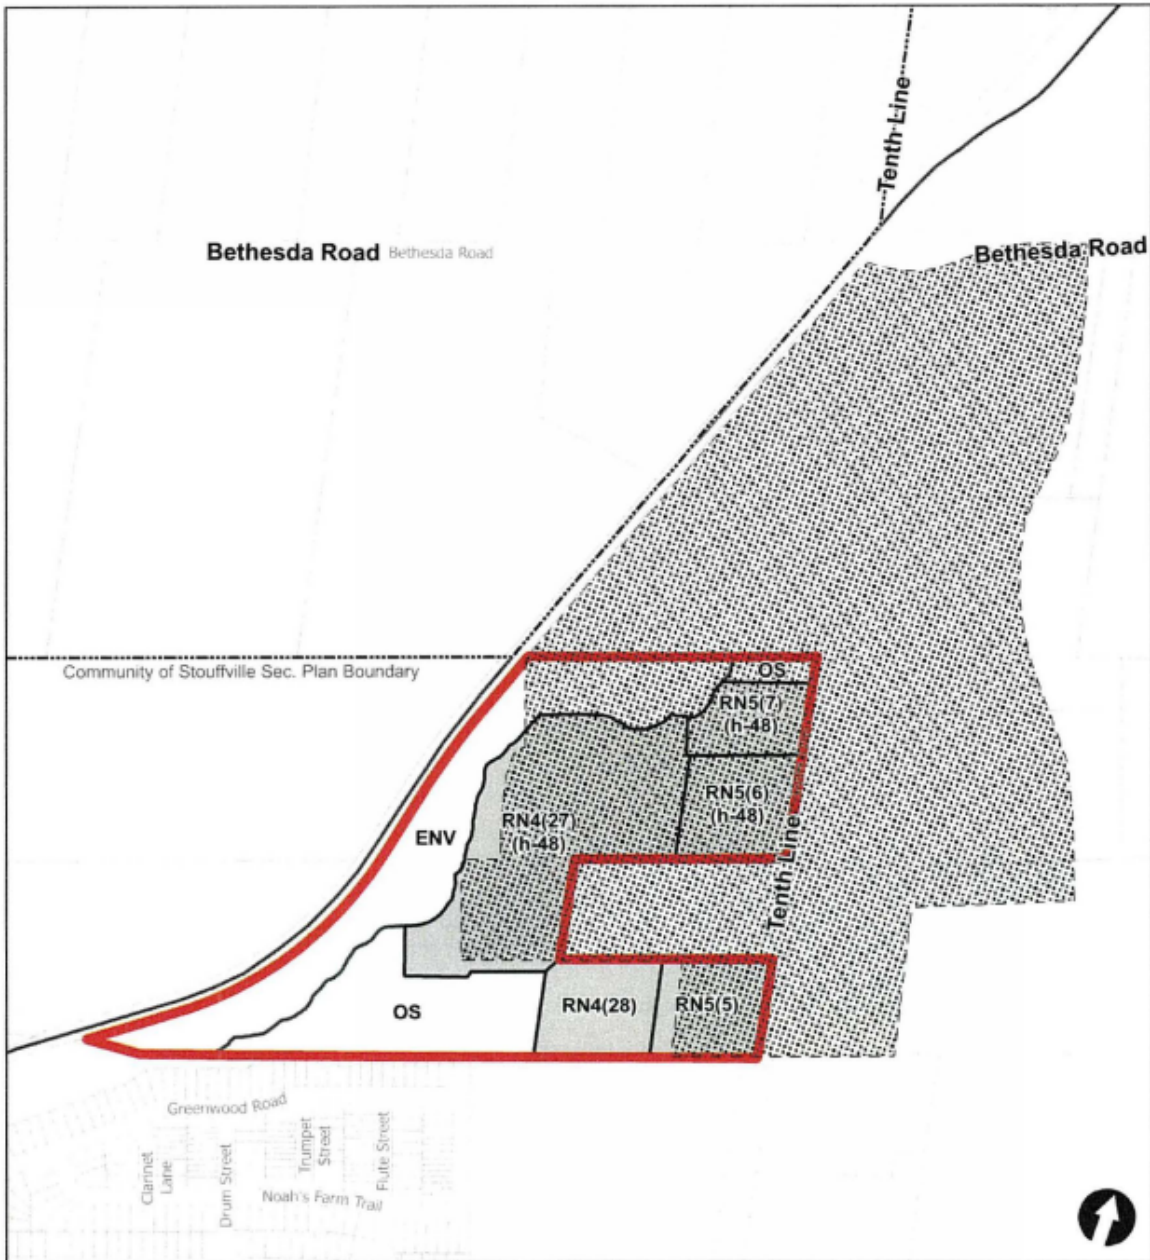 Tenth Line
Bethesda Road
Bethesda Road
Bethesda Road
Community of Stouffville Sec. Plan Boundary
OS
RN5(7)
(h-48)
RN5(6)
(h-48)
RN4(27)
(h-48)
ENV
Tenth Line
OS
RN4(28)
RN5(5)
Greenwood Road
Clarinet
Lane
Drum Street
Trumpet
Street
Flute Street
Noah's Farm Trail